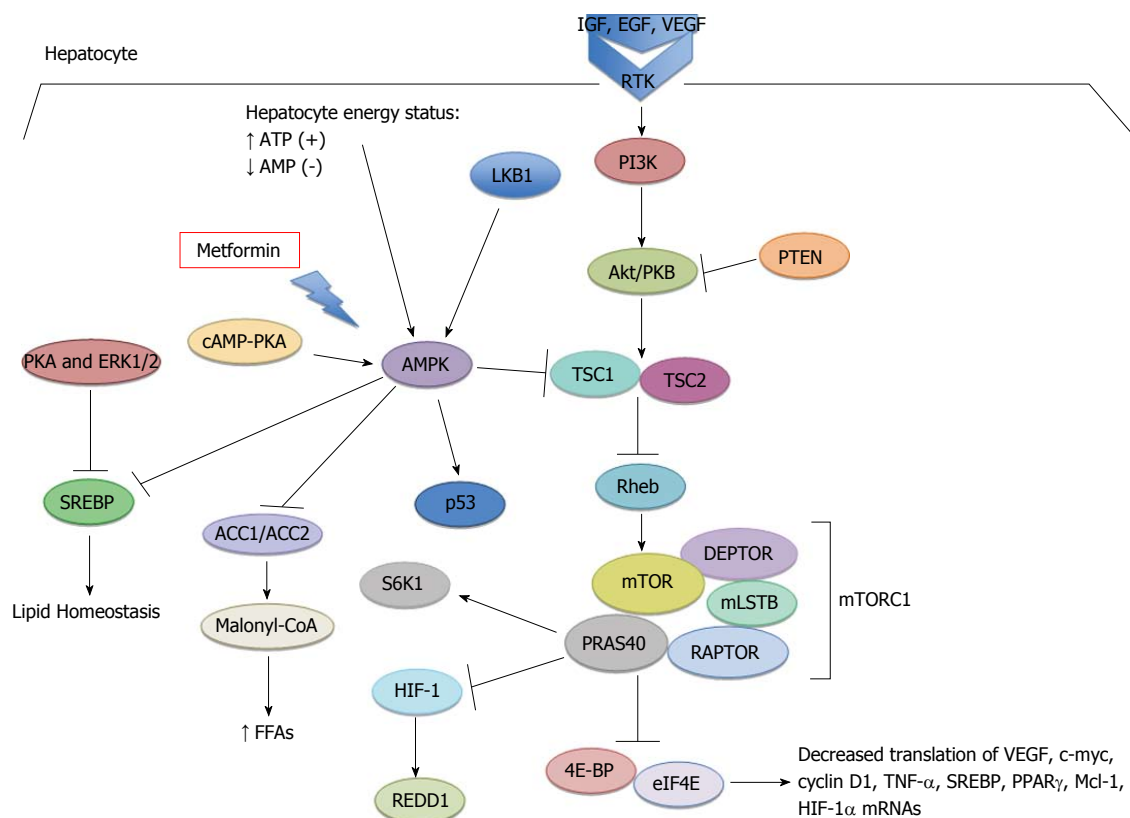 IGF, EGF, VEGF
Hepatocyte
RTK
Hepatocyte energy status:
↑ ATP (+)
↓ AMP (-)
PI3K
LKB1
Metformin
PTEN
Akt/PKB
cAMP-PKA
PKA and ERK1/2
AMPK
TSC1
TSC2
SREBP
p53
Rheb
ACC1/ACC2
DEPTOR
S6K1
mTOR
mLSTB
mTORC1
Lipid Homeostasis
Malonyl-CoA
PRAS40
RAPTOR
HIF-1
↑ FFAs
4E-BP
eIF4E
REDD1
Decreased translation of VEGF, c-myc,
cyclin D1, TNF-α, SREBP, PPARγ, Mcl-1,
HIF-1α mRNAs